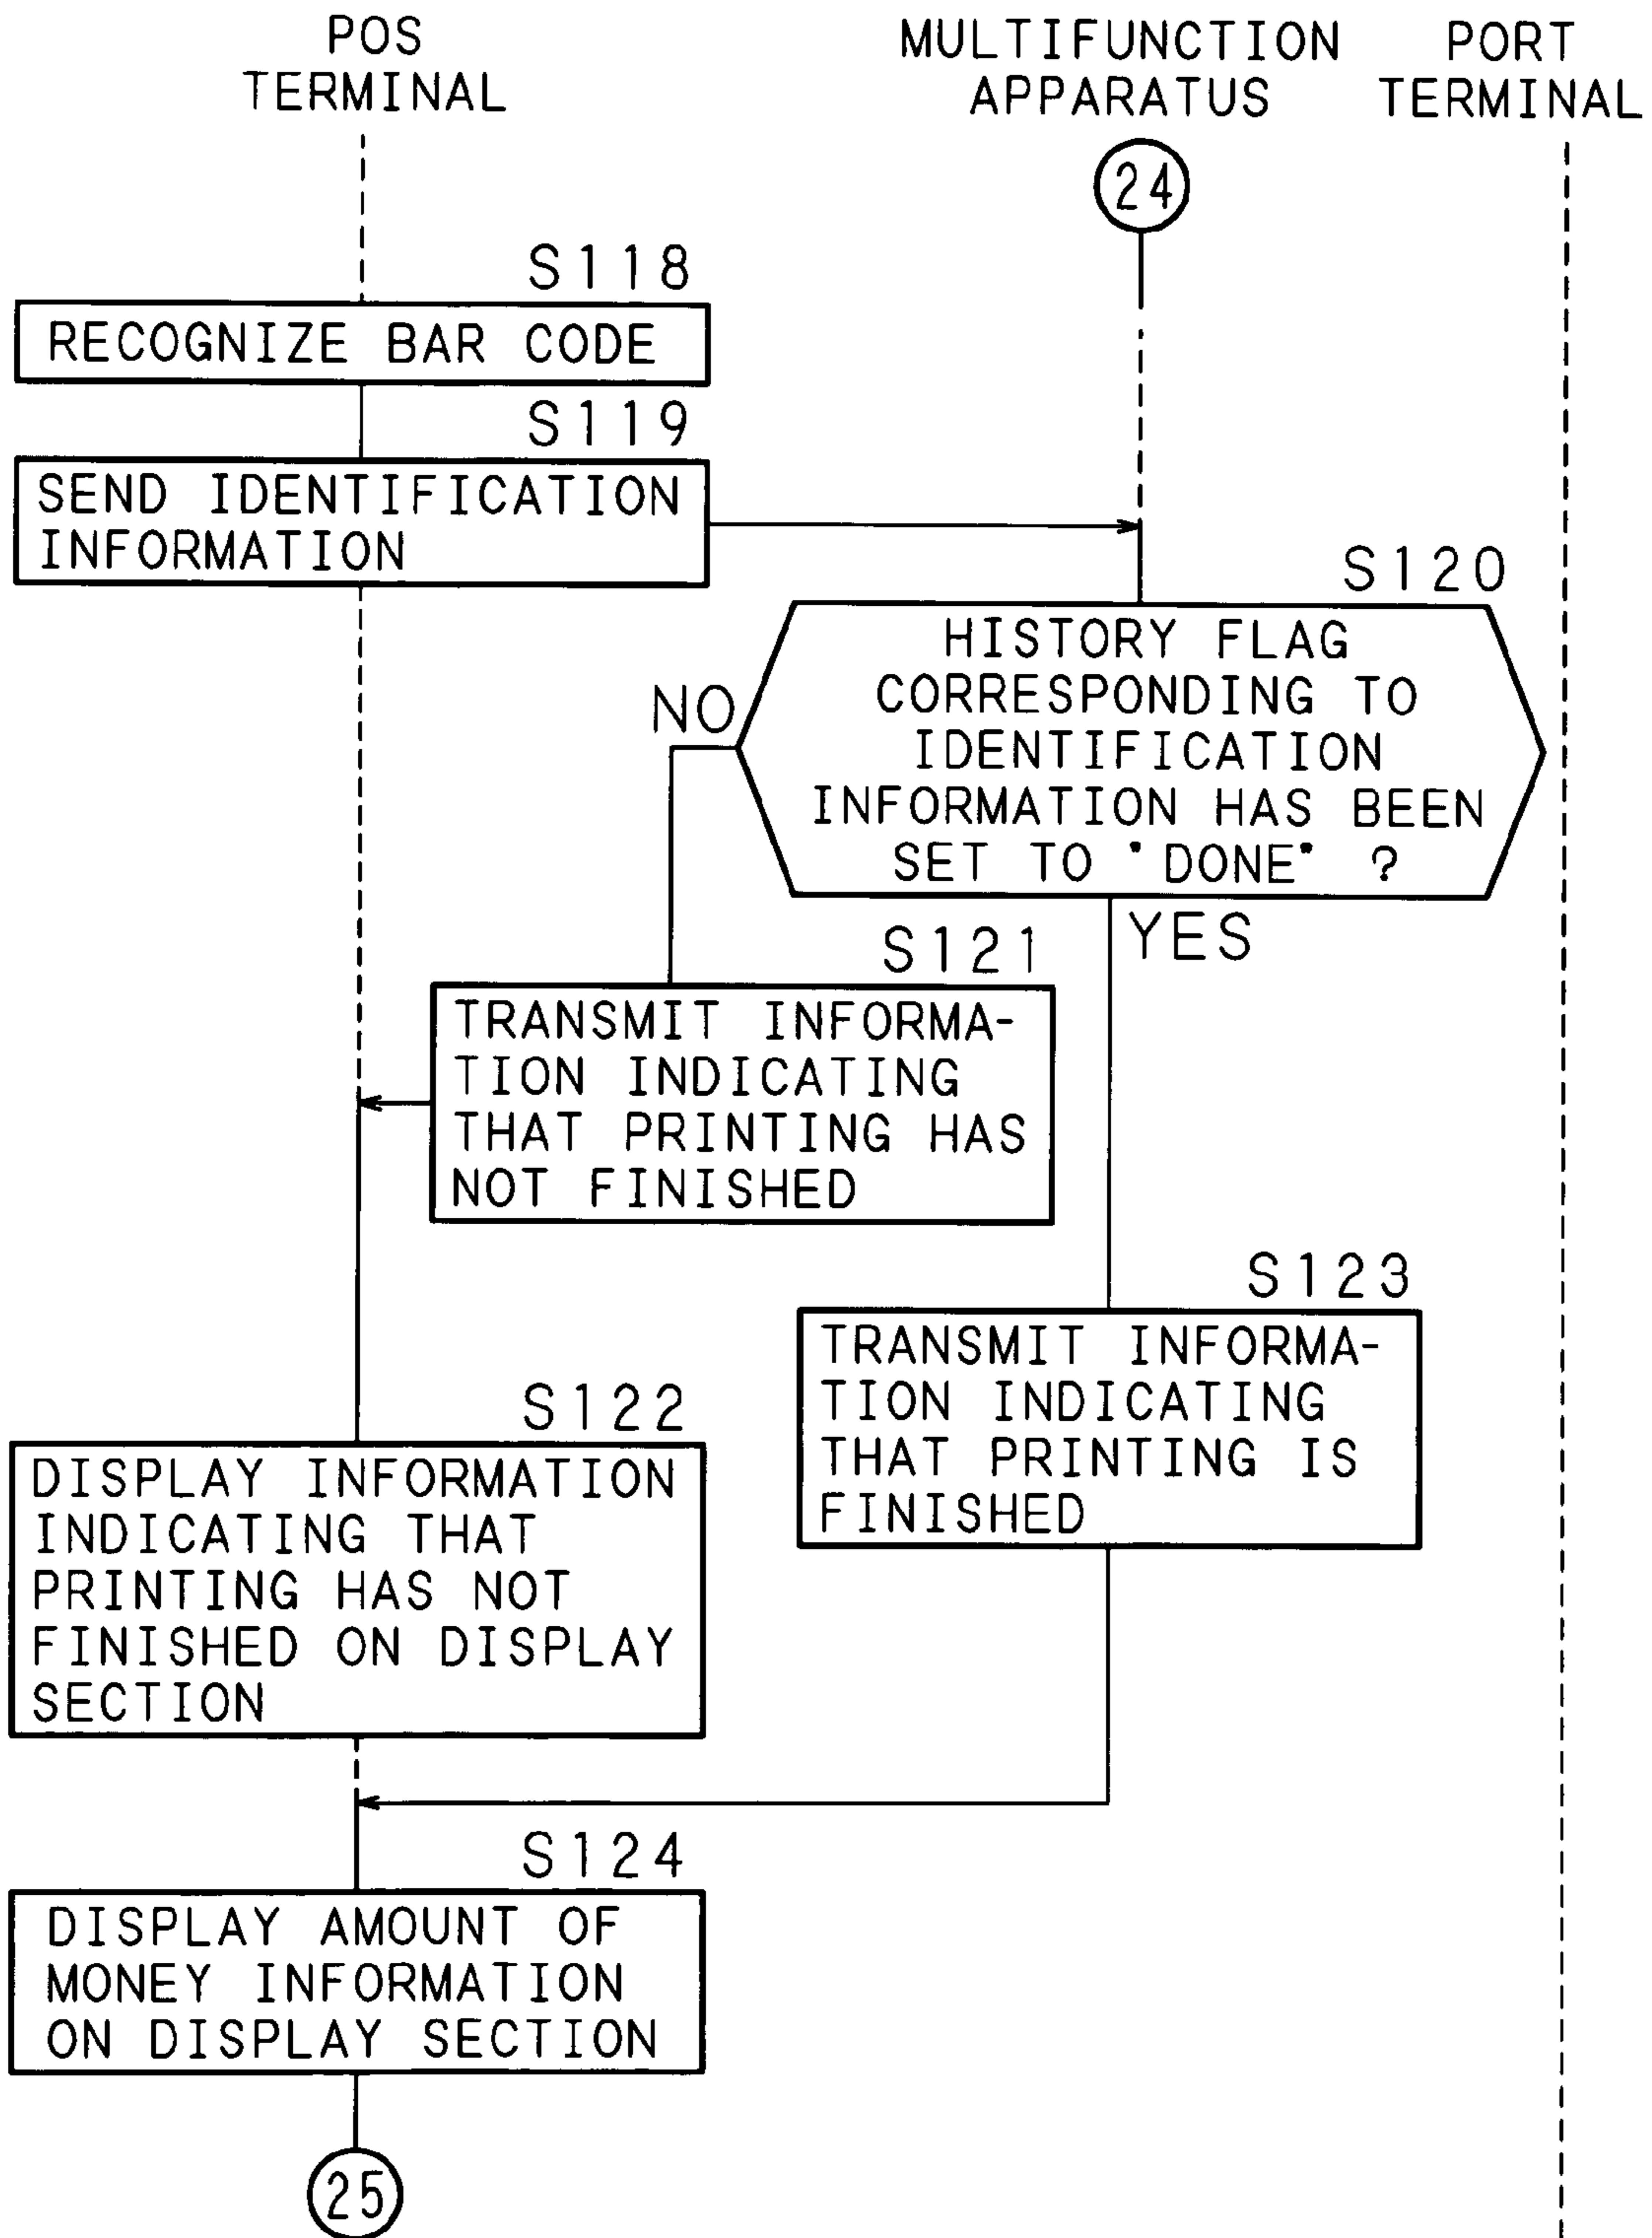 POS
TERMINAL
MULTIFUNCTION
APPARATUS
PORT
TERMINAL
24
S118
RECOGNIZE BAR CODE
S119
SEND IDENTIFICATION
INFORMATION
S120
HISTORY FLAG
CORRESPONDING TO
IDENTIFICATION
INFORMATION HAS BEEN
SET TO "DONE" ?
NO
YES
S121
TRANSMIT INFORMA-
TION INDICATING
THAT PRINTING HAS
NOT FINISHED
S123
TRANSMIT INFORMA-
TION INDICATING
THAT PRINTING IS
FINISHED
S122
DISPLAY INFORMATION
INDICATING THAT
PRINTING HAS NOT
FINISHED ON DISPLAY
SECTION
S124
DISPLAY AMOUNT OF
MONEY INFORMATION
ON DISPLAY SECTION
25